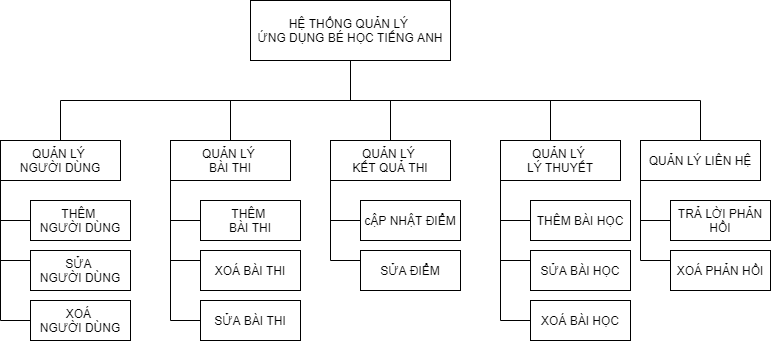 HỆ THỐNG QUẢN LÝ
ỨNG DỤNG BÉ HỌC TIẾNG ANH
QUẢN LÝ
NGƯỜI DÙNG
THÊM
NGƯỜI DÙNG
SỬA
NGƯỜI DÙNG
XOÁ
NGƯỜI DÙNG
QUẢN LÝ
BÀI THI
THÊM
BÀI THI
XOÁ BÀI THI
SỬA BÀI THI
QUẢN LÝ
KẾT QUẢ THI
cẬP NHẬT ĐIỂM
SỬA ĐIỂM
QUẢN LÝ
LÝ THUYẾT
THÊM BÀI HỌC
SỬA BÀI HỌC
XOÁ BÀI HỌC
QUẢN LÝ LIÊN HỆ
TRẢ LỜI PHẢN
HỒI
XOÁ PHẢN HỒI